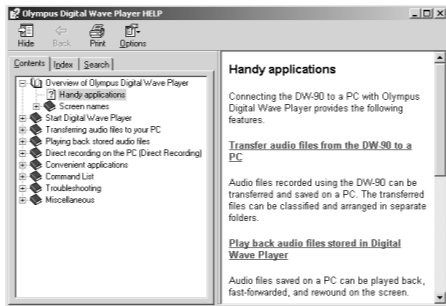 Olympus Digital Wave Player HELP
Hide Back Print Options
Contents Index Search
Overview of Olympus Digital Wave Player
Handy applications
Screen names
Start Digital Wave Player
Transferring audio files to your PC
Playing back stored audio files
Direct recording on the PC (Direct Recording)
Convenient applications
Command List
Troubleshooting
Miscellaneous
Handy applications
Connecting the DW-90 to a PC with Olympus
Digital Wave Player provides the following
features.
Transfer audio files from the DW-90 to a
PC
Audio files recorded using the DW-90 can be
transferred and saved on a PC. The transferred
files can be classified and arranged in separate
folders.
Play back audio files stored in Digital
Wave Player
Audio files saved on a PC can be played back,
fast-forwarded, and rewound on the screen.